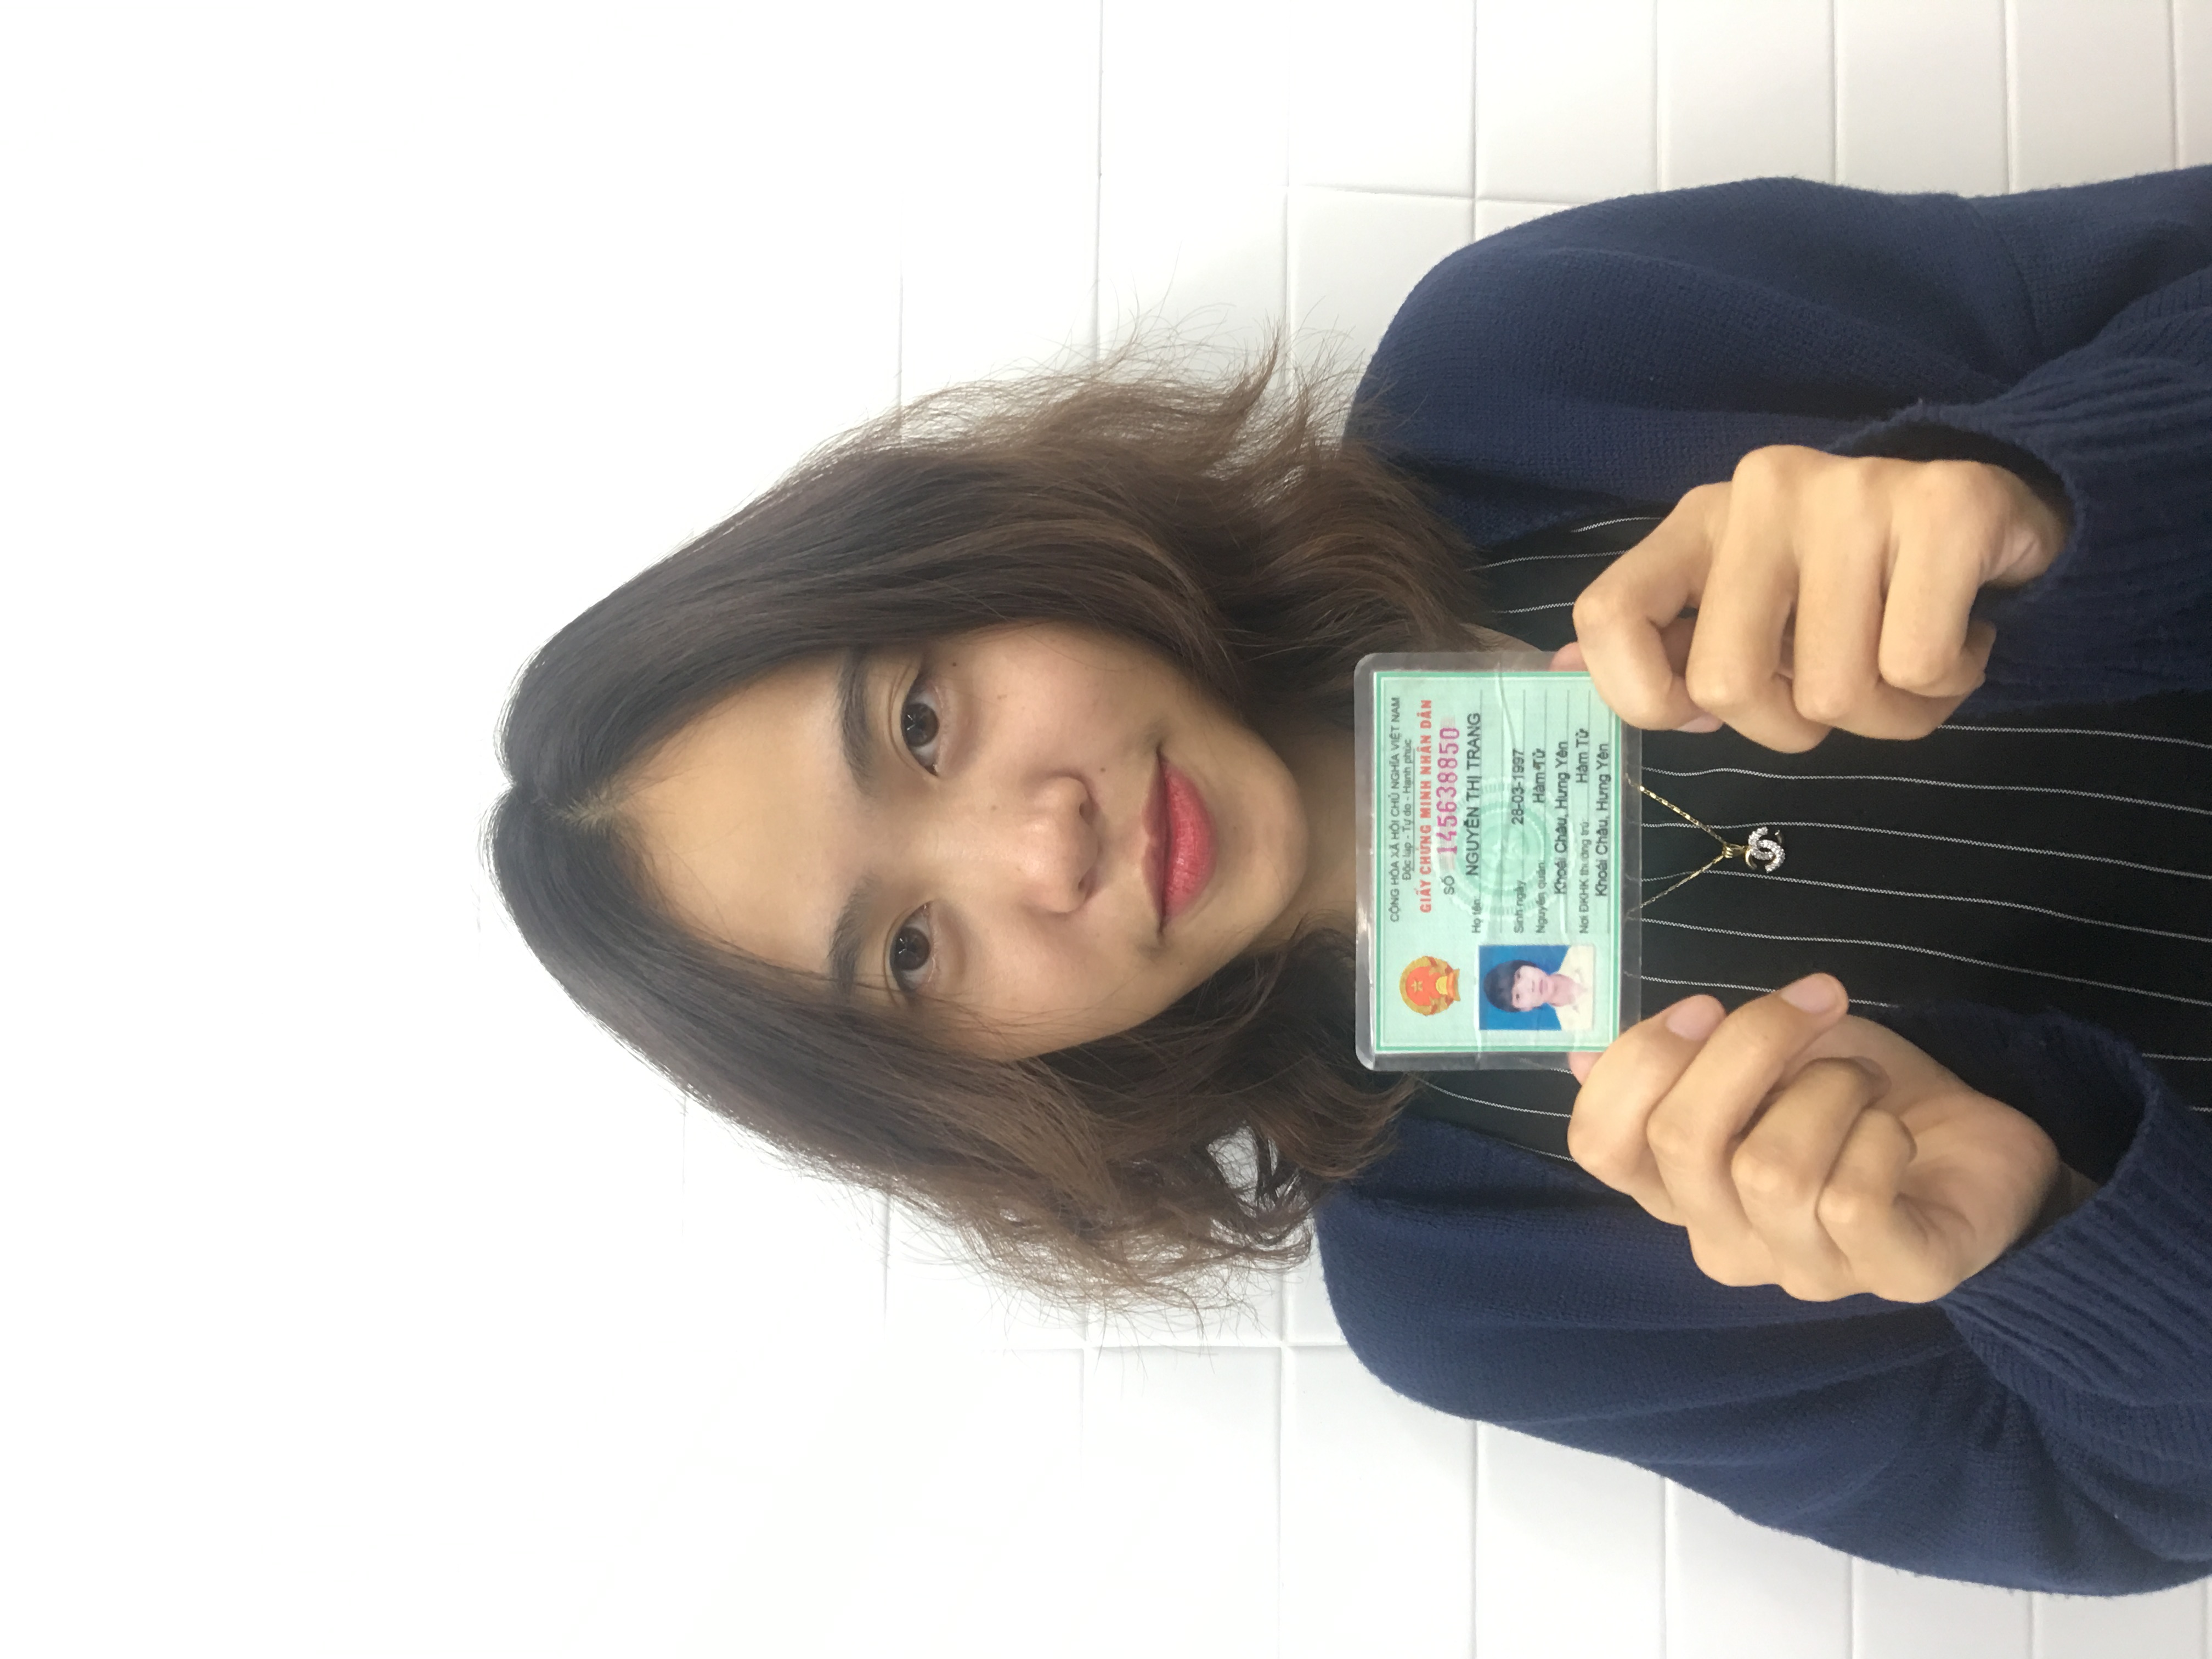 CỘNG HÒA XÃ HỘI CHỦ NGHĨA VIỆT NAM
Độc lập - Tự do - Hạnh phúc
GIẤY CHỨNG MINH NHÂN DÂN
SỐ 145638850
Họ tên: NGUYỄN THỊ TRANG
Sinh ngày 28-03-1997
Nguyên quán: Hàm Tử
Khoái Châu, Hưng Yên
Nơi ĐKHK thường trú: Hàm Tử
Khoái Châu, Hưng Yên